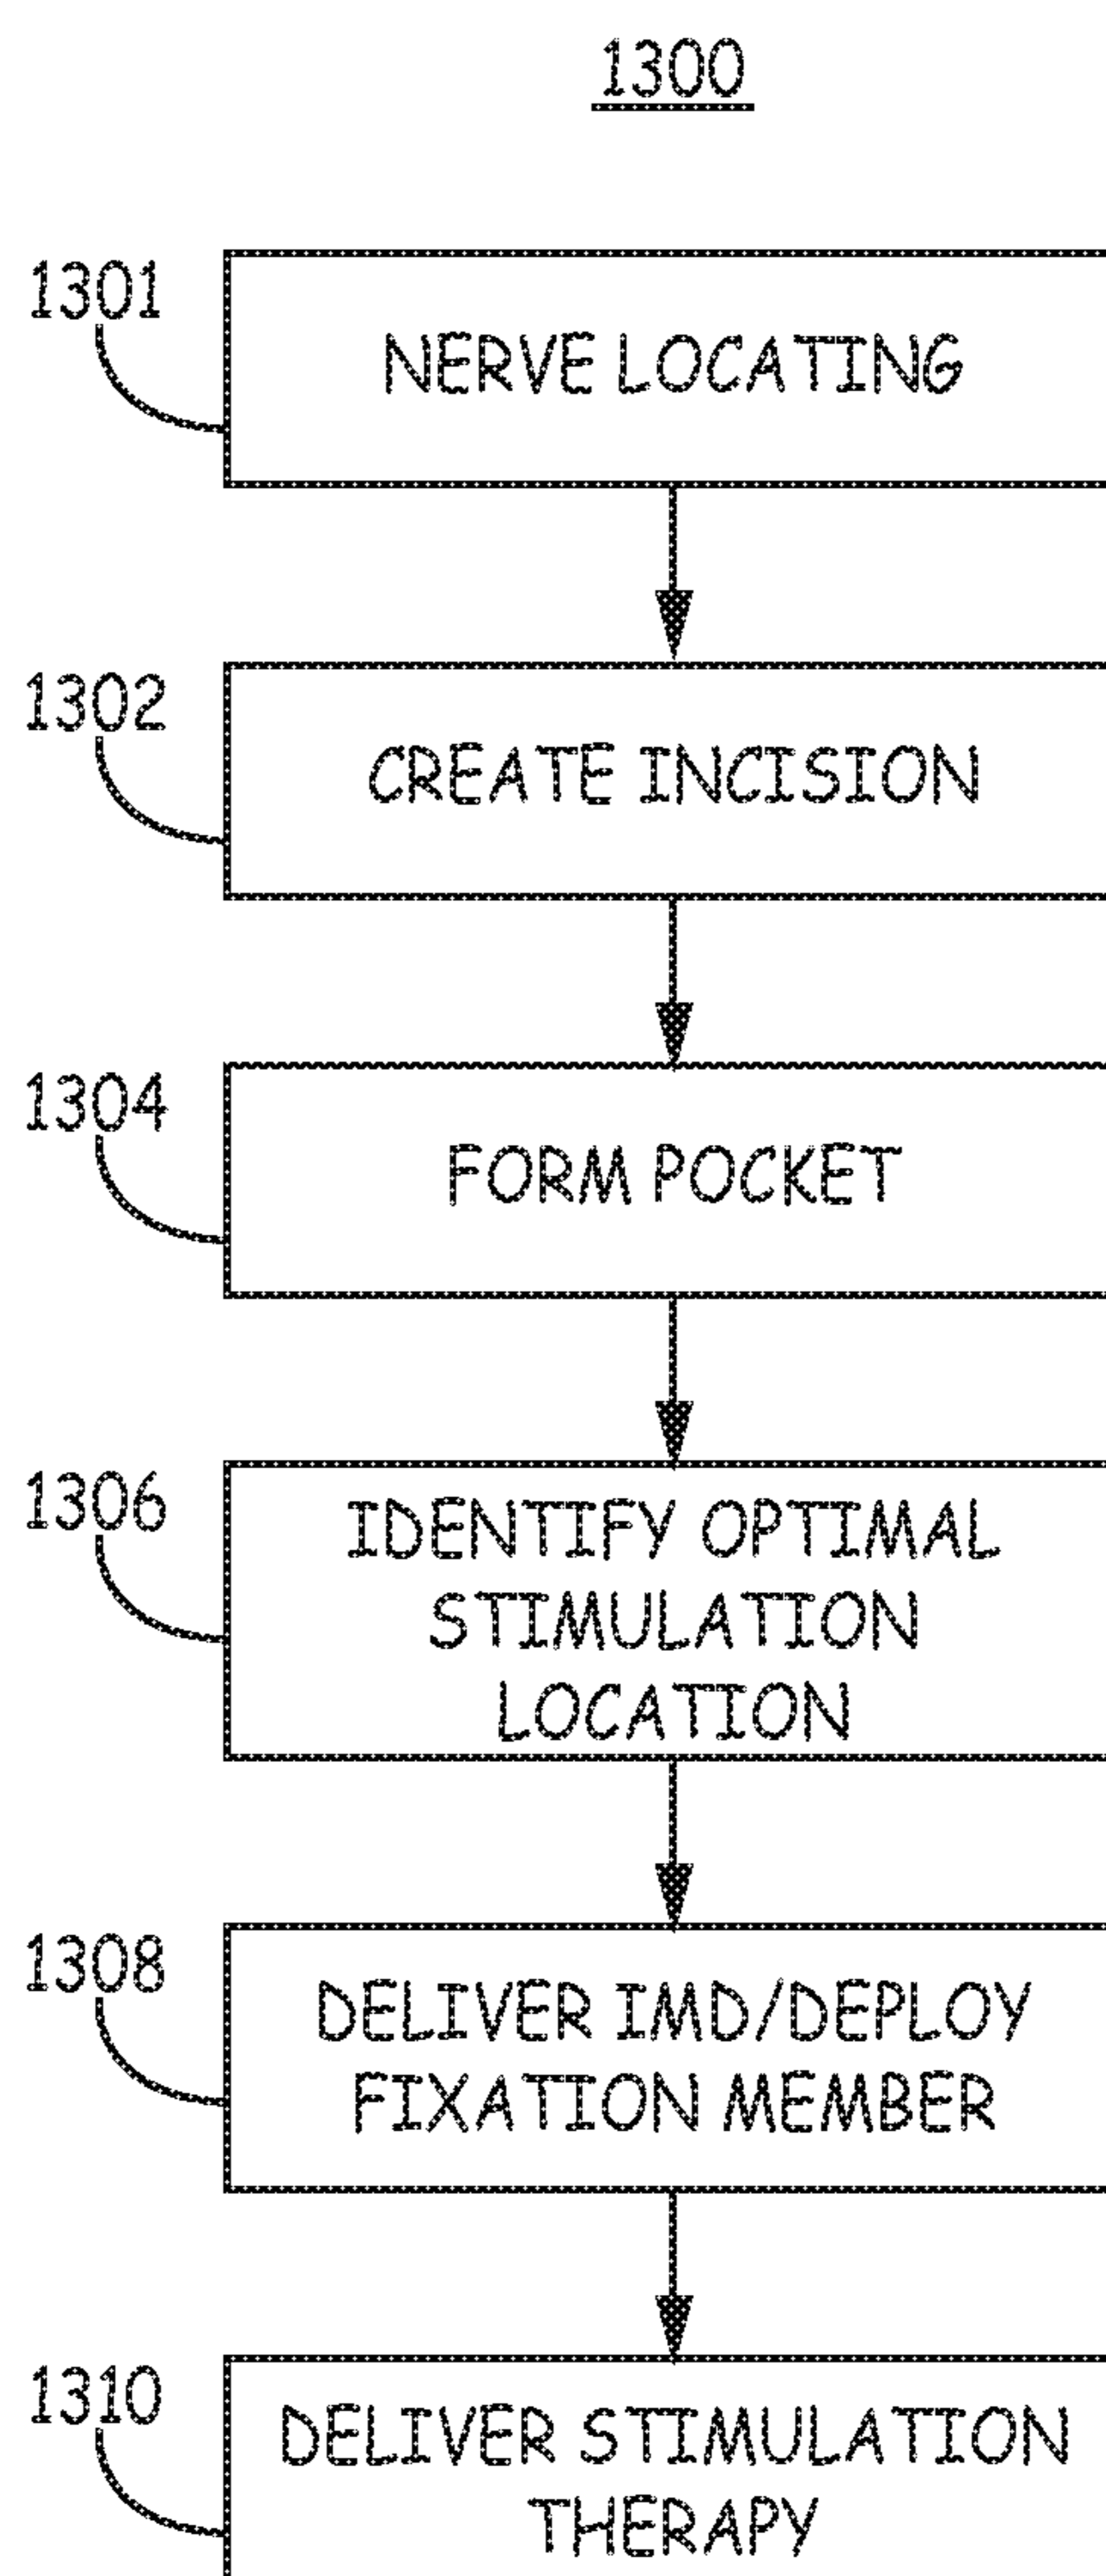 1300
1301
NERVE LOCATING
1302
CREATE INCISION
1304
FORM POCKET
1306
IDENTIFY OPTIMAL
STIMULATION
LOCATION
1308
DELIVER IMD/DEPLOY
FIXATION MEMBER
1310
DELIVER STIMULATION
THERAPY